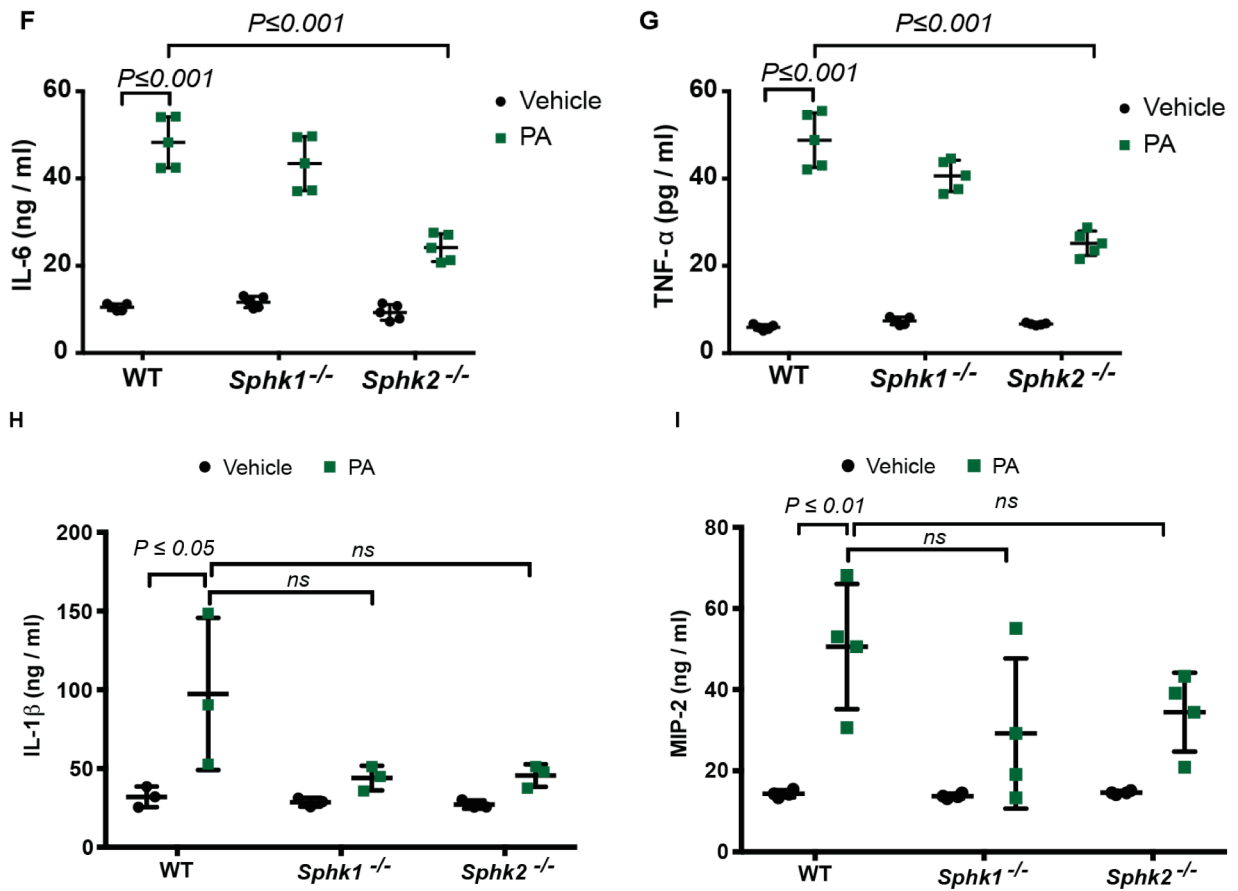 F
P≤0.001
P≤0.001
60
40
20
0
IL-6 (ng / ml)
Vehicle
PA
WT
Sphk1 -/-
Sphk2 -/-
G
P≤0.001
P≤0.001
60
40
20
0
TNF-α (pg / ml)
Vehicle
PA
WT
Sphk1 -/-
Sphk2 -/-
H
Vehicle PA
200
150
100
50
0
IL-1β (ng / ml)
P ≤ 0.05
ns
ns
WT
Sphk1 -/-
Sphk2 -/-
I
Vehicle PA
80
60
40
20
0
MIP-2 (ng / ml)
P ≤ 0.01
ns
ns
WT
Sphk1 -/-
Sphk2 -/-